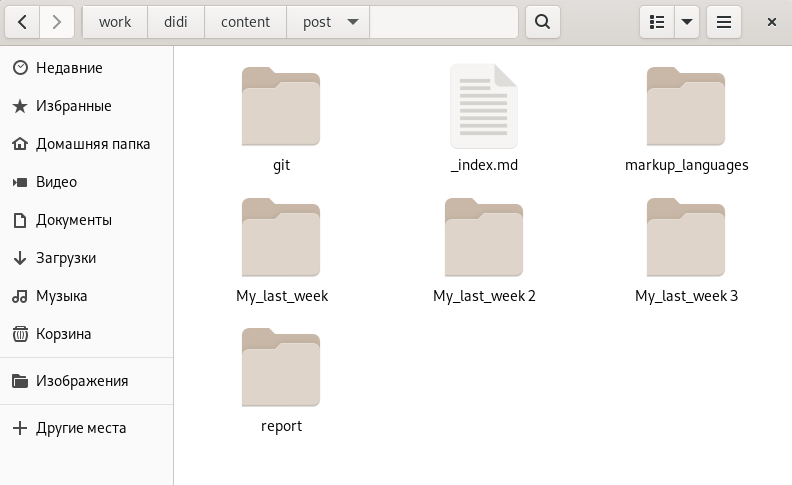 work
didi
content
post
Недавние
Избранные
Домашняя папка
Видео
Документы
Загрузки
Музыка
Корзина
Изображения
Другие места
git
_index.md
markup_languages
My_last_week
My_last_week 2
My_last_week 3
report